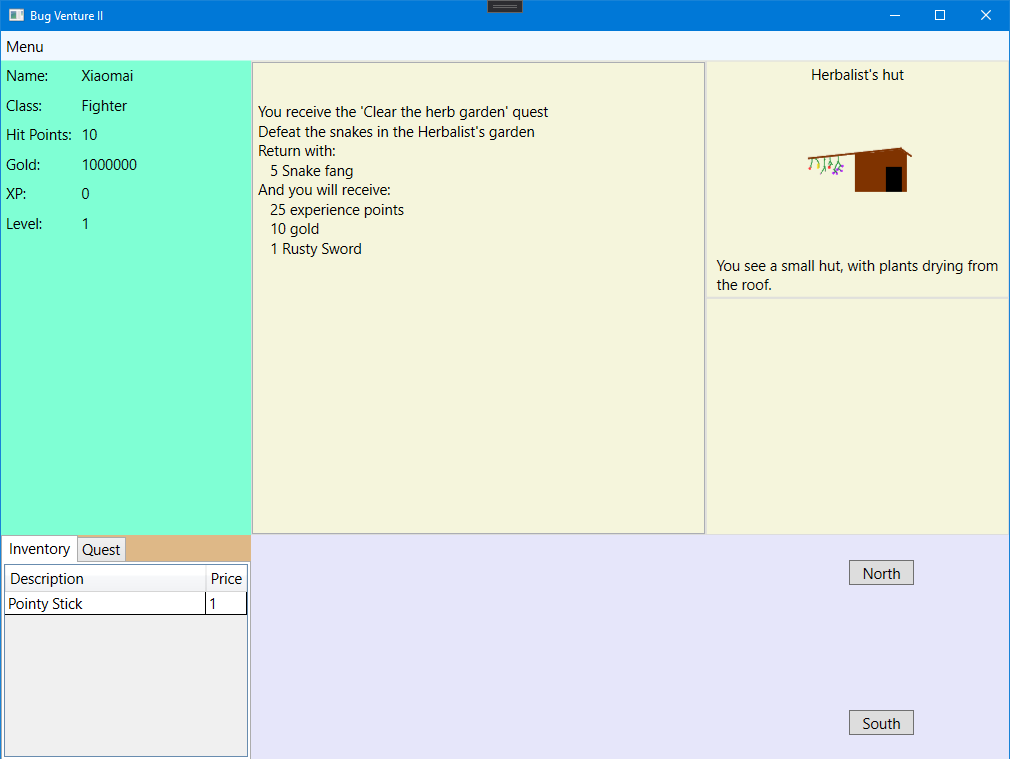 Bug Venture II
Menu
Name: Xiaomai
Class: Fighter
Hit Points: 10
Gold: 1000000
XP: 0
Level: 1
You receive the 'Clear the herb garden' quest
Defeat the snakes in the Herbalist's garden
Return with:
5 Snake fang
And you will receive:
25 experience points
10 gold
1 Rusty Sword
Herbalist's hut
You see a small hut, with plants drying from
the roof.
Inventory Quest
Description Price
Pointy Stick 1
North
South